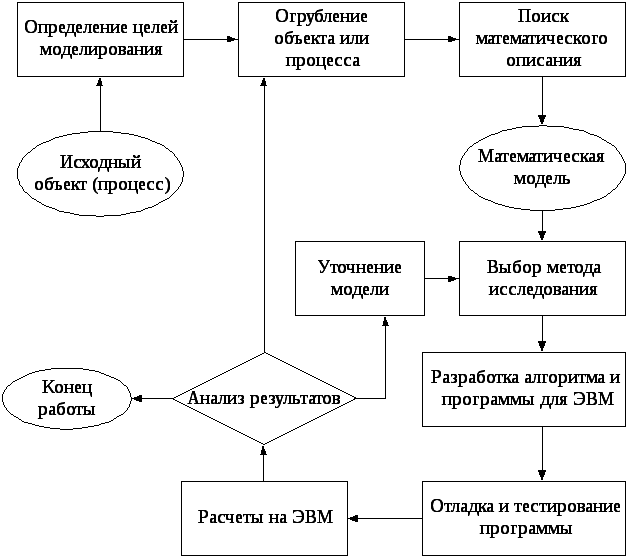 Определение целей
моделирования
Огрубление
объекта или
процесса
Поиск
математического
описания
Исходный
объект (процесс)
Математическая
модель
Уточнение
модели
Выбор метода
исследования
Конец
работы
Анализ результатов
Разработка алгоритма и
программы для ЭВМ
Расчеты на ЭВМ
Отладка и тестирование
программы